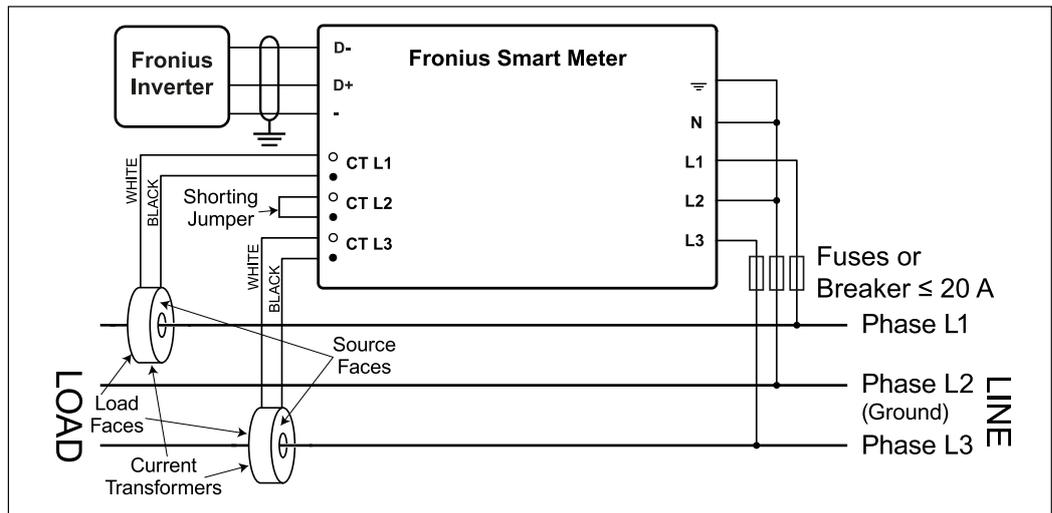 Fronius
Inverter
D-
D+
-
Fronius Smart Meter
N
L1
L2
L3
CT L1
CT L2
CT L3
WHITE
BLACK
Shorting
Jumper
WHITE
BLACK
Fuses or
Breaker ≤ 20 A
Phase L1
Source
Faces
Phase L2
(Ground)
Phase L3
LOAD
LINE
Load
Faces
Current
Transformers